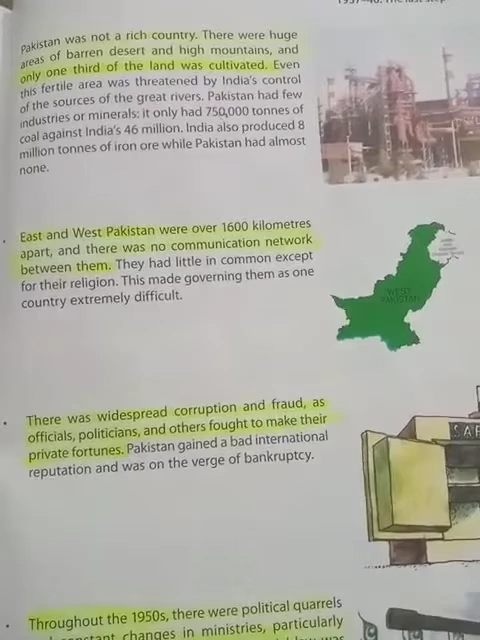 1957–48: The last step
Pakistan was not a rich country. There were huge
areas of barren desert and high mountains, and
only one third of the land was cultivated. Even
this fertile area was threatened by India's control
of the sources of the great rivers. Pakistan had few
industries or minerals: it only had 750,000 tonnes of
coal against India's 46 million. India also produced 8
million tonnes of iron ore while Pakistan had almost
none.
East and West Pakistan were over 1600 kilometres
apart, and there was no communication network
between them. They had little in common except
for their religion. This made governing them as one
country extremely difficult.
WEST
PAKISTAN
There was widespread corruption and fraud, as
officials, politicians, and others fought to make their
private fortunes. Pakistan gained a bad international
reputation and was on the verge of bankruptcy.
SAF
Throughout the 1950s, there were political quarrels
constant changes in ministries, particularly